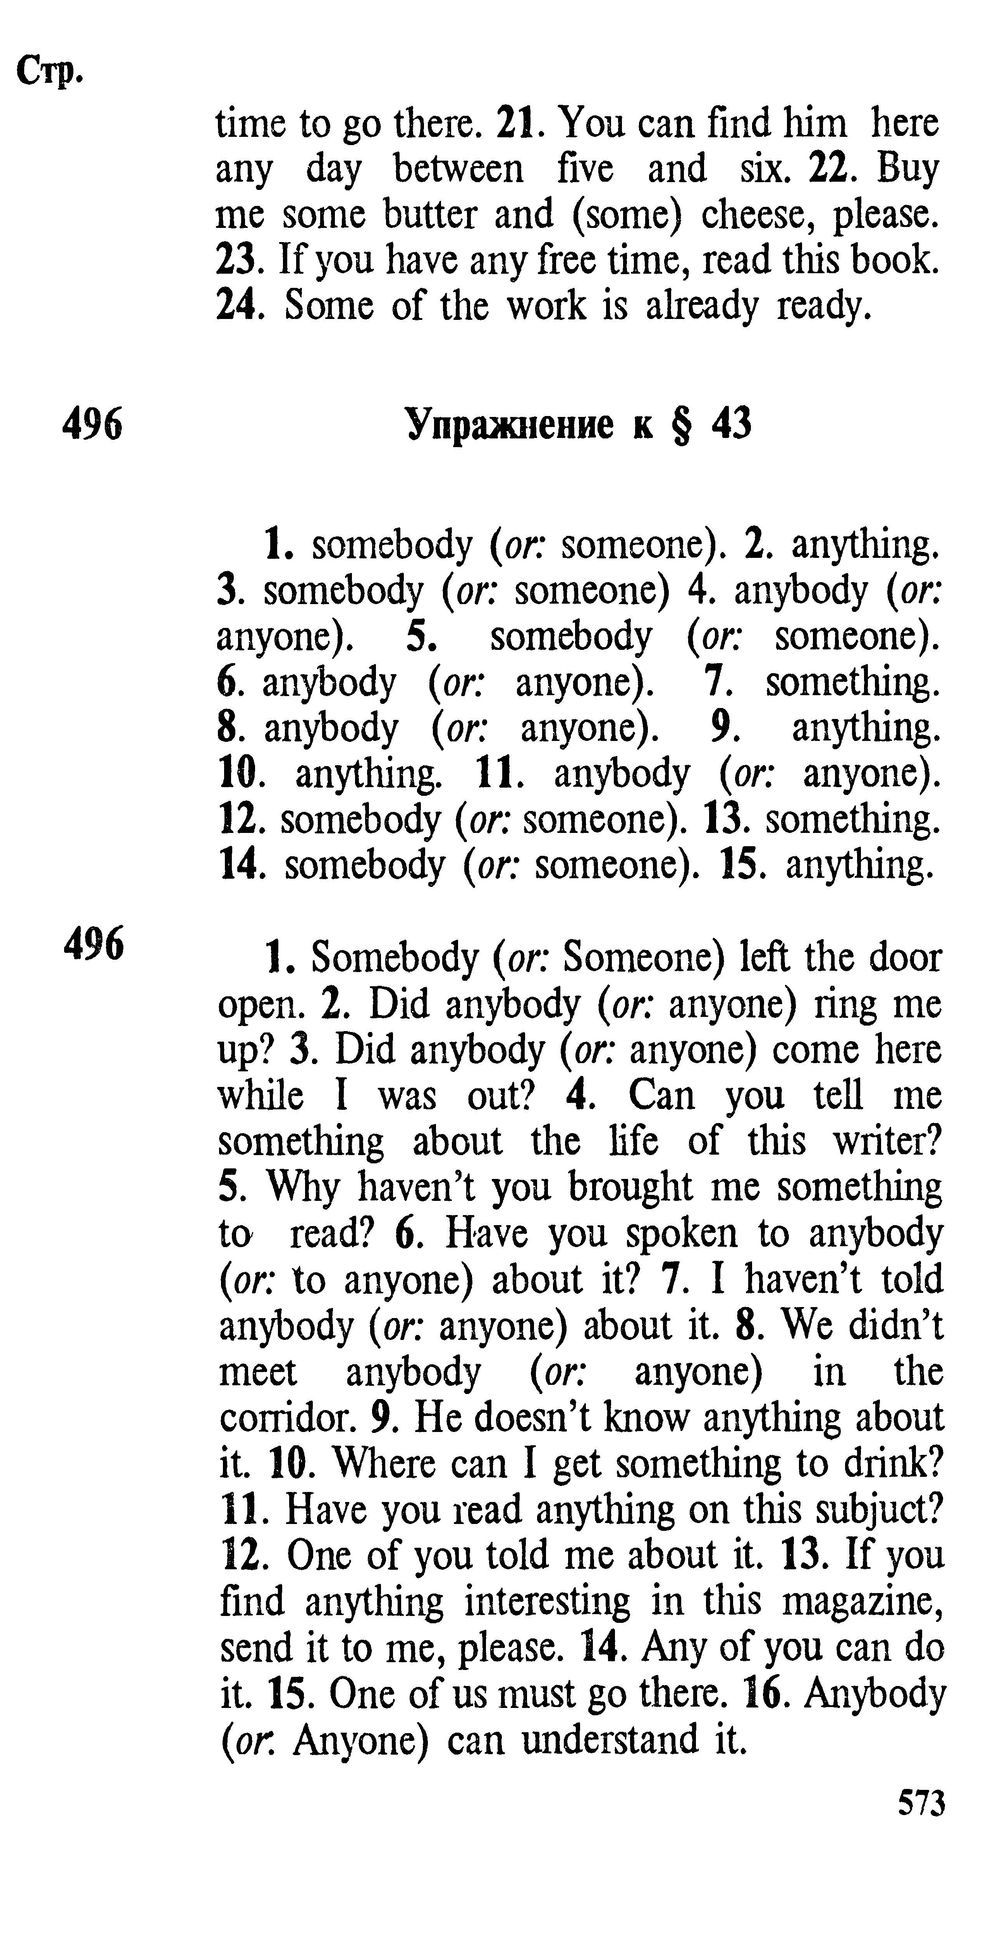 Стр.
time to go there. 21. You can find him here
any day between five and six. 22. Buy
me some butter and (some) cheese, please.
23. If you have any free time, read this book.
24. Some of the work is already ready.
496 Упражнение к § 43
1. somebody (or: someone). 2. anything.
3. somebody (or: someone) 4. anybody (or:
anyone). 5. somebody (or: someone).
6. anybody (or: anyone). 7. something.
8. anybody (or: anyone). 9. anything.
10. anything. 11. anybody (or: anyone).
12. somebody (or: someone). 13. something.
14. somebody (or: someone). 15. anything.
496 1. Somebody (or: Someone) left the door
open. 2. Did anybody (or: anyone) ring me
up? 3. Did anybody (or: anyone) come here
while I was out? 4. Can you tell me
something about the life of this writer?
5. Why haven't you brought me something
to read? 6. Have you spoken to anybody
(or: to anyone) about it? 7. I haven't told
anybody (or: anyone) about it. 8. We didn't
meet anybody (or: anyone) in the
corridor. 9. He doesn't know anything about
it. 10. Where can I get something to drink?
11. Have you read anything on this subjuct?
12. One of you told me about it. 13. If you
find anything interesting in this magazine,
send it to me, please. 14. Any of you can do
it. 15. One of us must go there. 16. Anybody
(or. Anyone) can understand it.
573